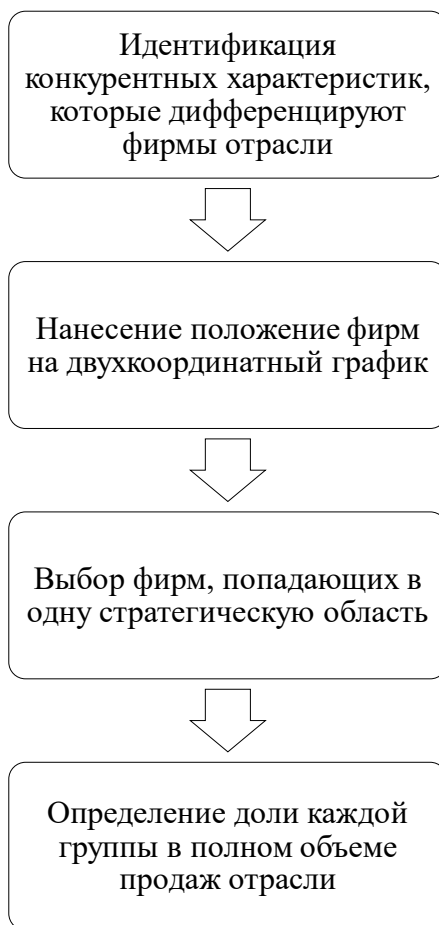 Идентификация
конкурентных характеристик,
которые дифференцируют
фирмы отрасли
Нанесение положение фирм
на двухкоординатный график
Выбор фирм, попадающих в
одну стратегическую область
Определение доли каждой
группы в полном объеме
продаж отрасли